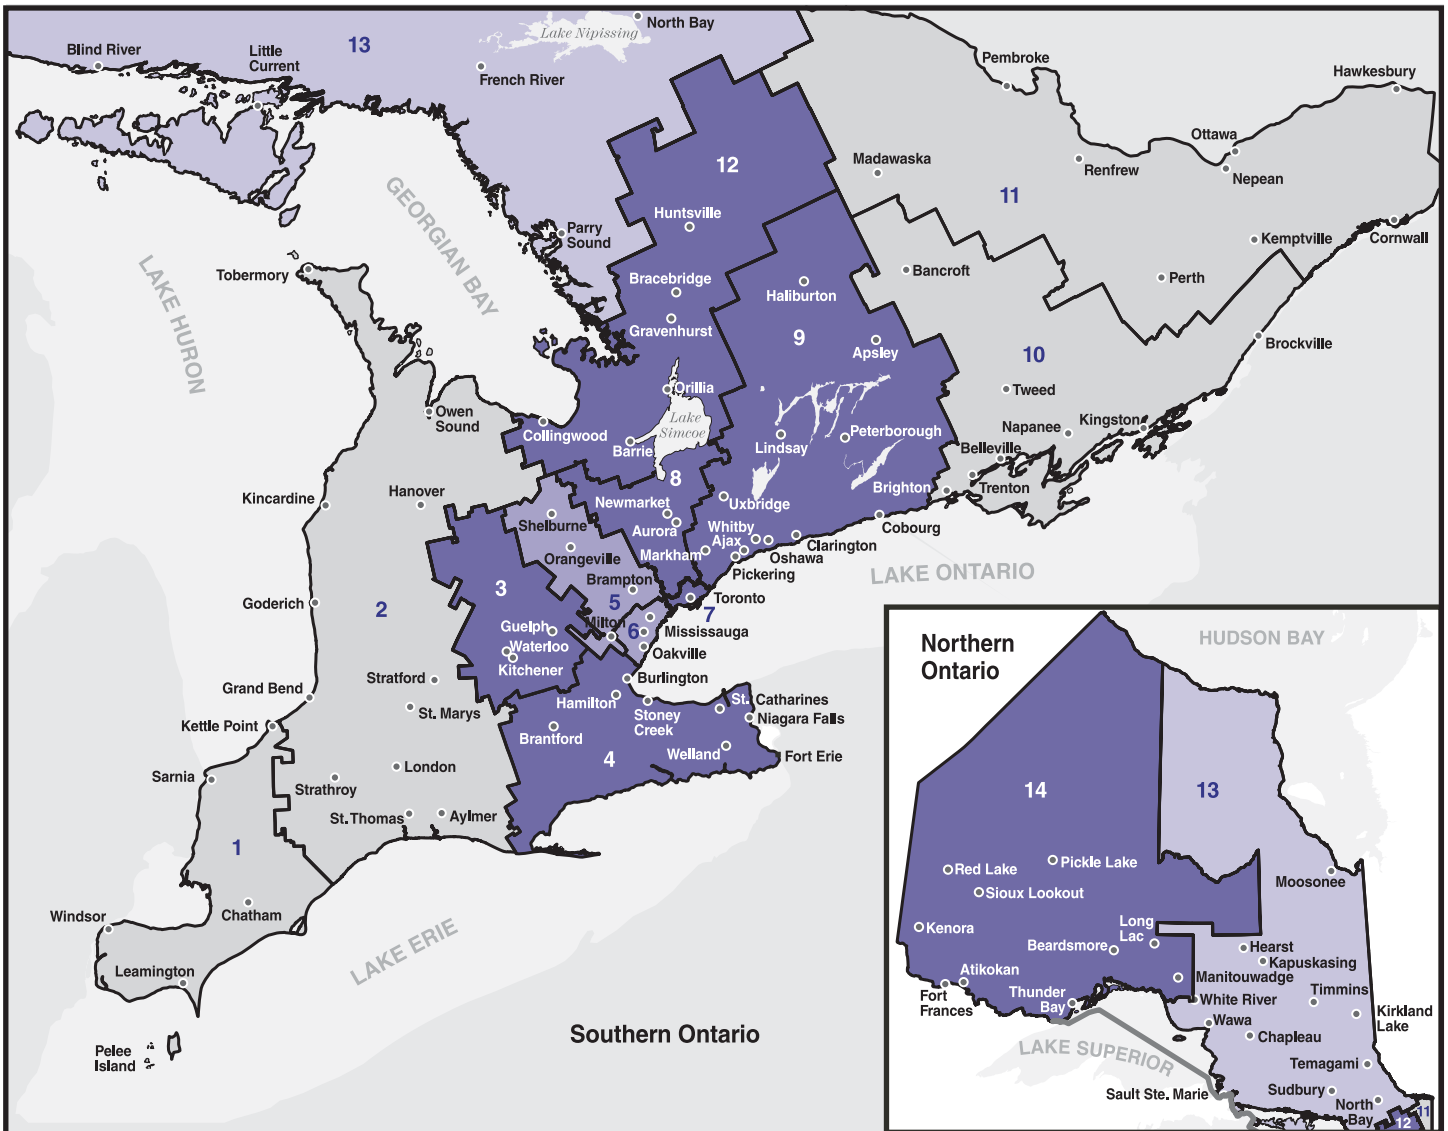 Blind River
Little
Current
13
French River
Lake Nipissing
North Bay
Pembroke
Hawkesbury
Ottawa
Nepean
Renfrew
Madawaska
11
12
Huntsville
GEORGIAN BAY
Parry
Sound
Kemptville
Cornwall
Tobermory
LAKE HURON
Bracebridge
Gravenhurst
Haliburton
Bancroft
Perth
9
Apsley
10
Brockville
Tweed
Orillia
Lake
Simcoe
Owen
Sound
Collingwood
Barrie
Lindsay
Peterborough
Napanee
Kingston
Belleville
Trenton
Brighton
Cobourg
Kincardine
Hanover
8
Newmarket
Aurora
Markham
Uxbridge
Whitby
Ajax
Oshawa
Clarington
Pickering
Shelburne
Orangeville
Brampton
5
Toronto
7
LAKE ONTARIO
Goderich
2
3
Guelph
Waterloo
Kitchener
Milton
6
Mississauga
Oakville
Burlington
Stratford
St. Marys
Grand Bend
Kettle Point
Hamilton
Stoney
Creek
St. Catharines
Niagara Falls
Brantford
4
Welland
Fort Erie
Sarnia
Strathroy
London
St. Thomas
Aylmer
1
Chatham
Windsor
Leamington
LAKE ERIE
Pelee
Island
Southern Ontario
Northern
Ontario
HUDSON BAY
14
13
Red Lake
Pickle Lake
Sioux Lookout
Moosonee
Kenora
Long
Lac
Beardsmore
Hearst
Kapuskasing
Atikokan
Fort
Frances
Thunder
Bay
Manitouwadge
White River
Timmins
Kirkland
Lake
Wawa
Chapleau
LAKE SUPERIOR
Temagami
Sault Ste. Marie
Sudbury
North
Bay
11
12